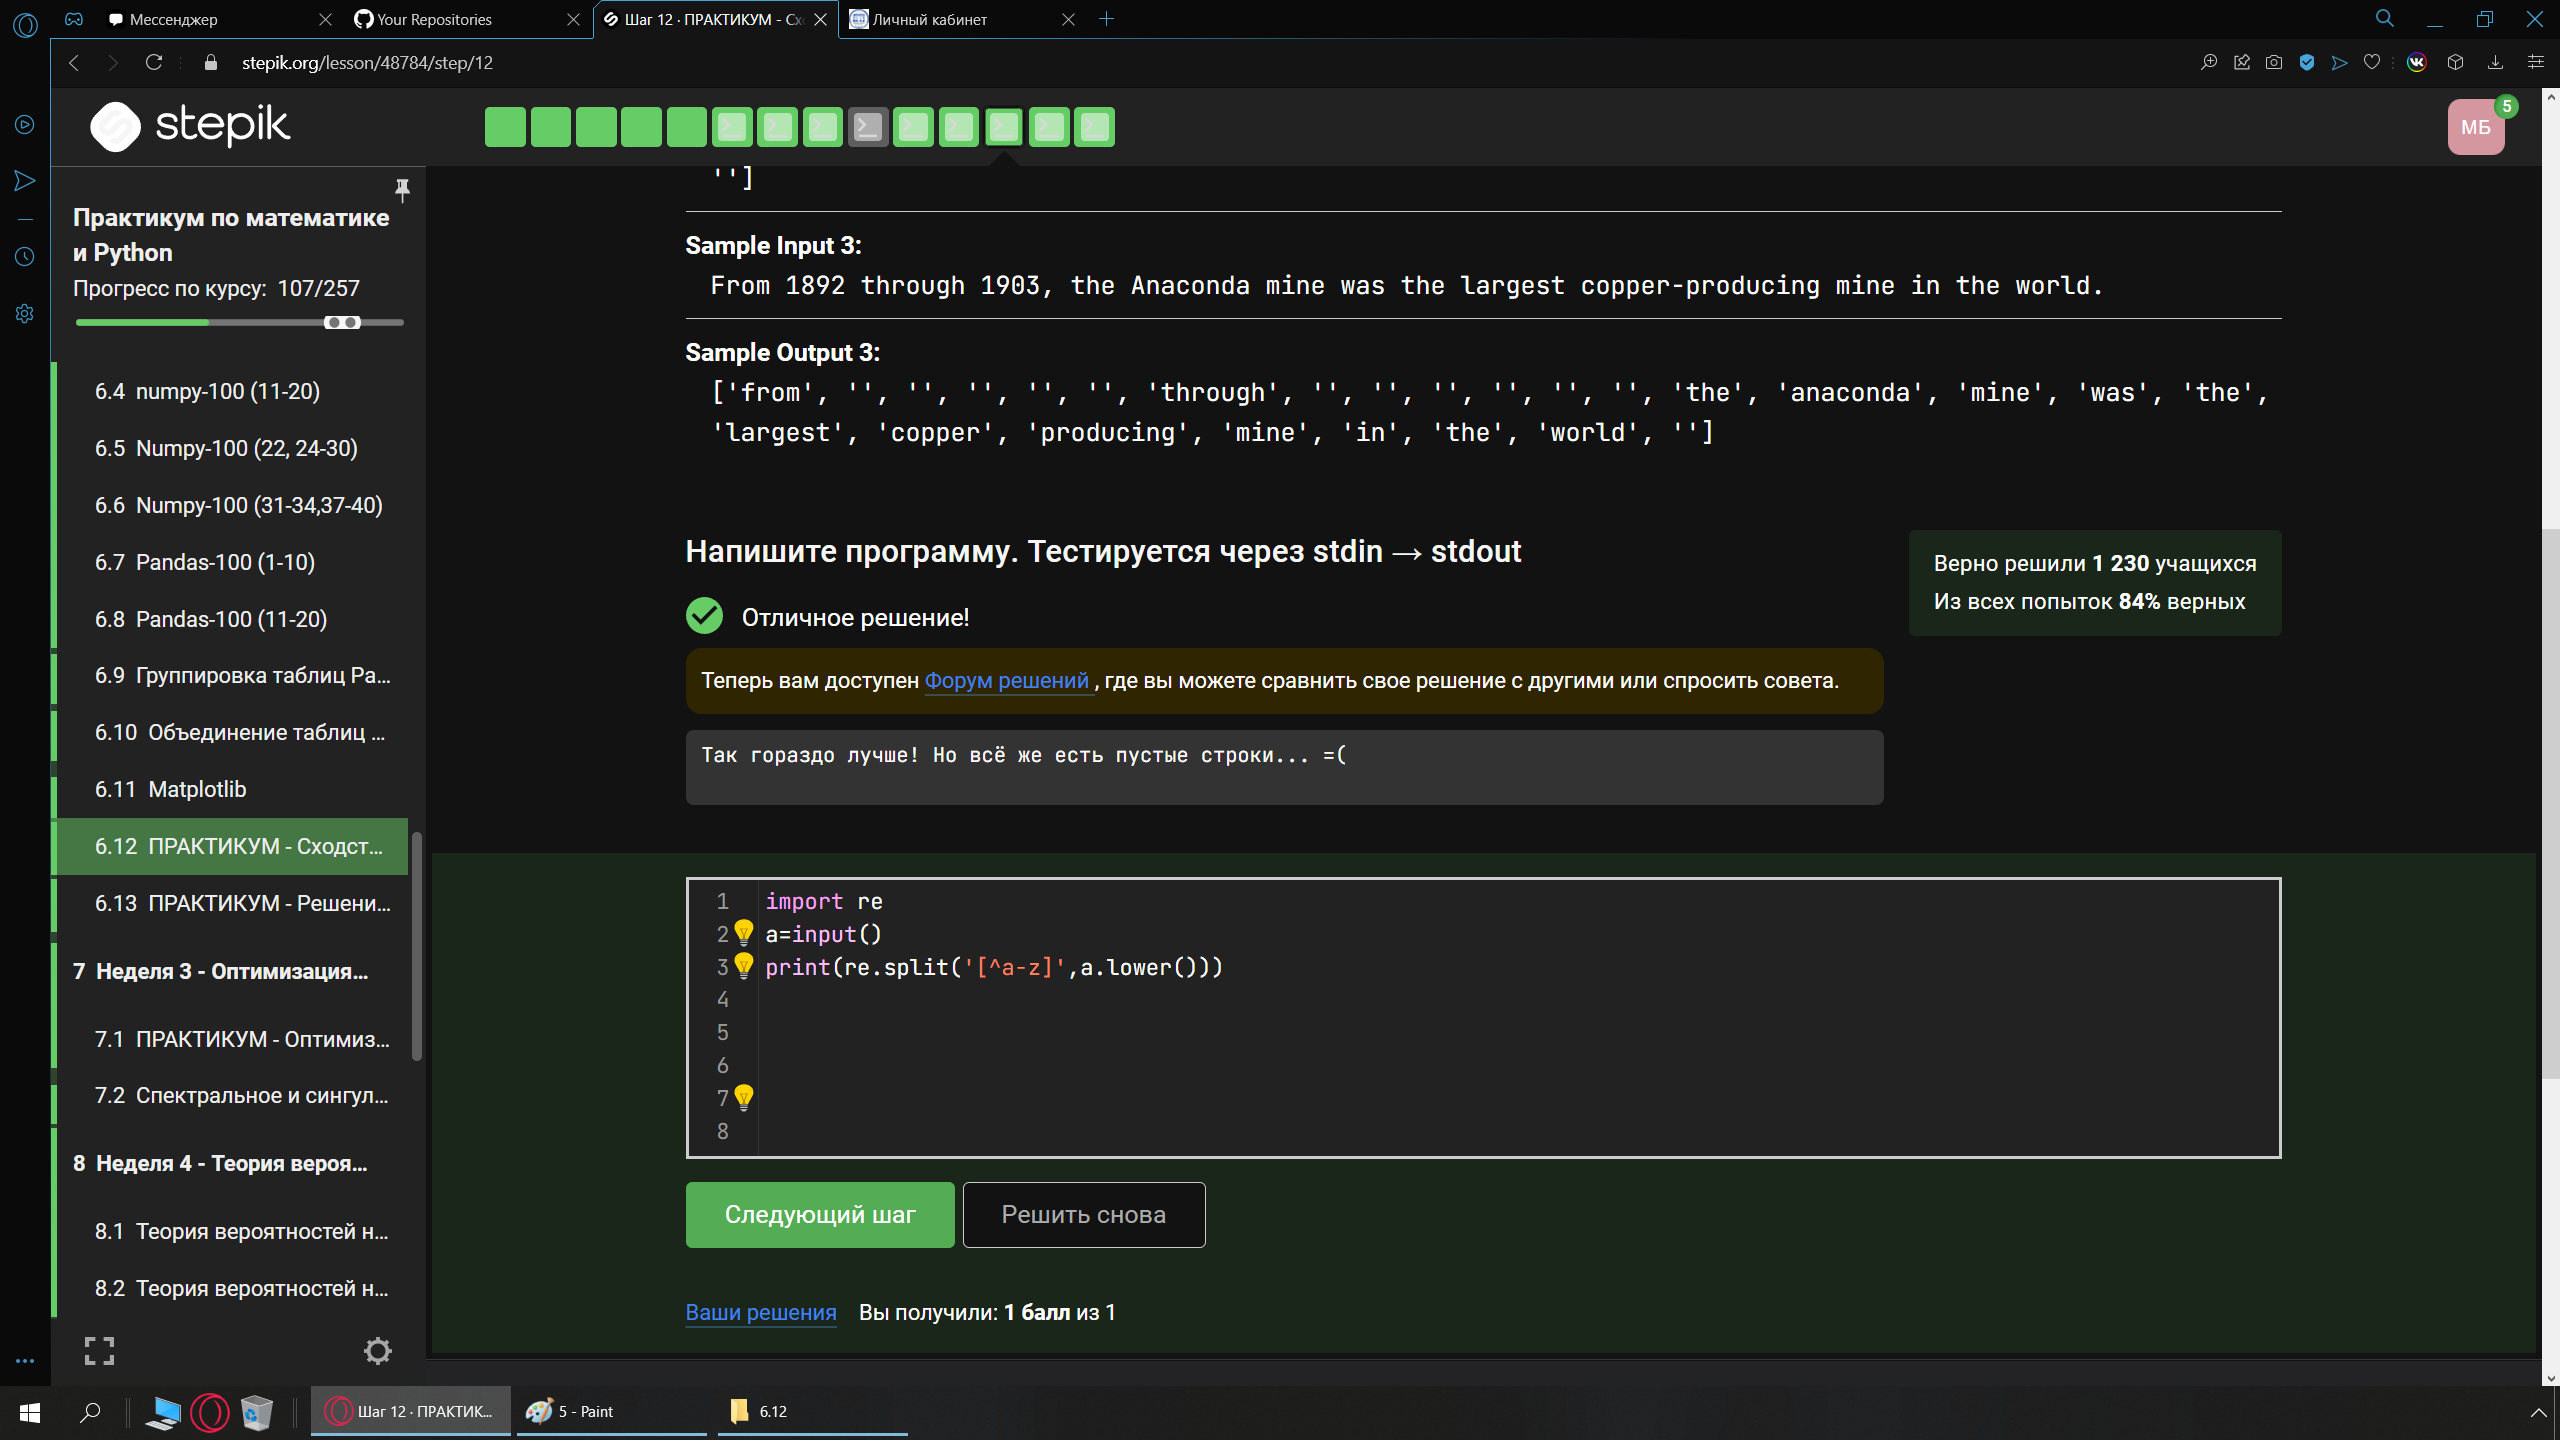 Мессенджер
Your Repositories
Шаг 12 · ПРАКТИКУМ - Сх
Личный кабинет
stepik.org/lesson/48784/step/12
stepik
МБ
5
Практикум по математике
и Python
Прогресс по курсу: 107/257
6.4 numpy-100 (11-20)
6.5 Numpy-100 (22, 24-30)
6.6 Numpy-100 (31-34,37-40)
6.7 Pandas-100 (1-10)
6.8 Pandas-100 (11-20)
6.9 Группировка таблиц Pa...
6.10 Объединение таблиц ...
6.11 Matplotlib
6.12 ПРАКТИКУМ - Сходст...
6.13 ПРАКТИКУМ - Решени...
7 Неделя 3 - Оптимизация...
7.1 ПРАКТИКУМ - Оптимиз...
7.2 Спектральное и сингул...
8 Неделя 4 - Теория вероя...
8.1 Теория вероятностей н...
8.2 Теория вероятностей н...
'']
Sample Input 3:
From 1892 through 1903, the Anaconda mine was the largest copper-producing mine in the world.
Sample Output 3:
['from', '', '', '', '', '', 'through', '', '', '', '', '', '', 'the', 'anaconda', 'mine', 'was', 'the',
'largest', 'copper', 'producing', 'mine', 'in', 'the', 'world', '']
Напишите программу. Тестируется через stdin → stdout
Верно решили 1 230 учащихся
Из всех попыток 84% верных
Отличное решение!
Теперь вам доступен Форум решений , где вы можете сравнить свое решение с другими или спросить совета.
Так гораздо лучше! Но всё же есть пустые строки... =(
1 import re
2 a=input()
3 print(re.split('[^a-z]',a.lower()))
4
5
6
7
8
Следующий шаг
Решить снова
Ваши решения Вы получили: 1 балл из 1
Шаг 12 · ПРАКТИК...
5 - Paint
6.12